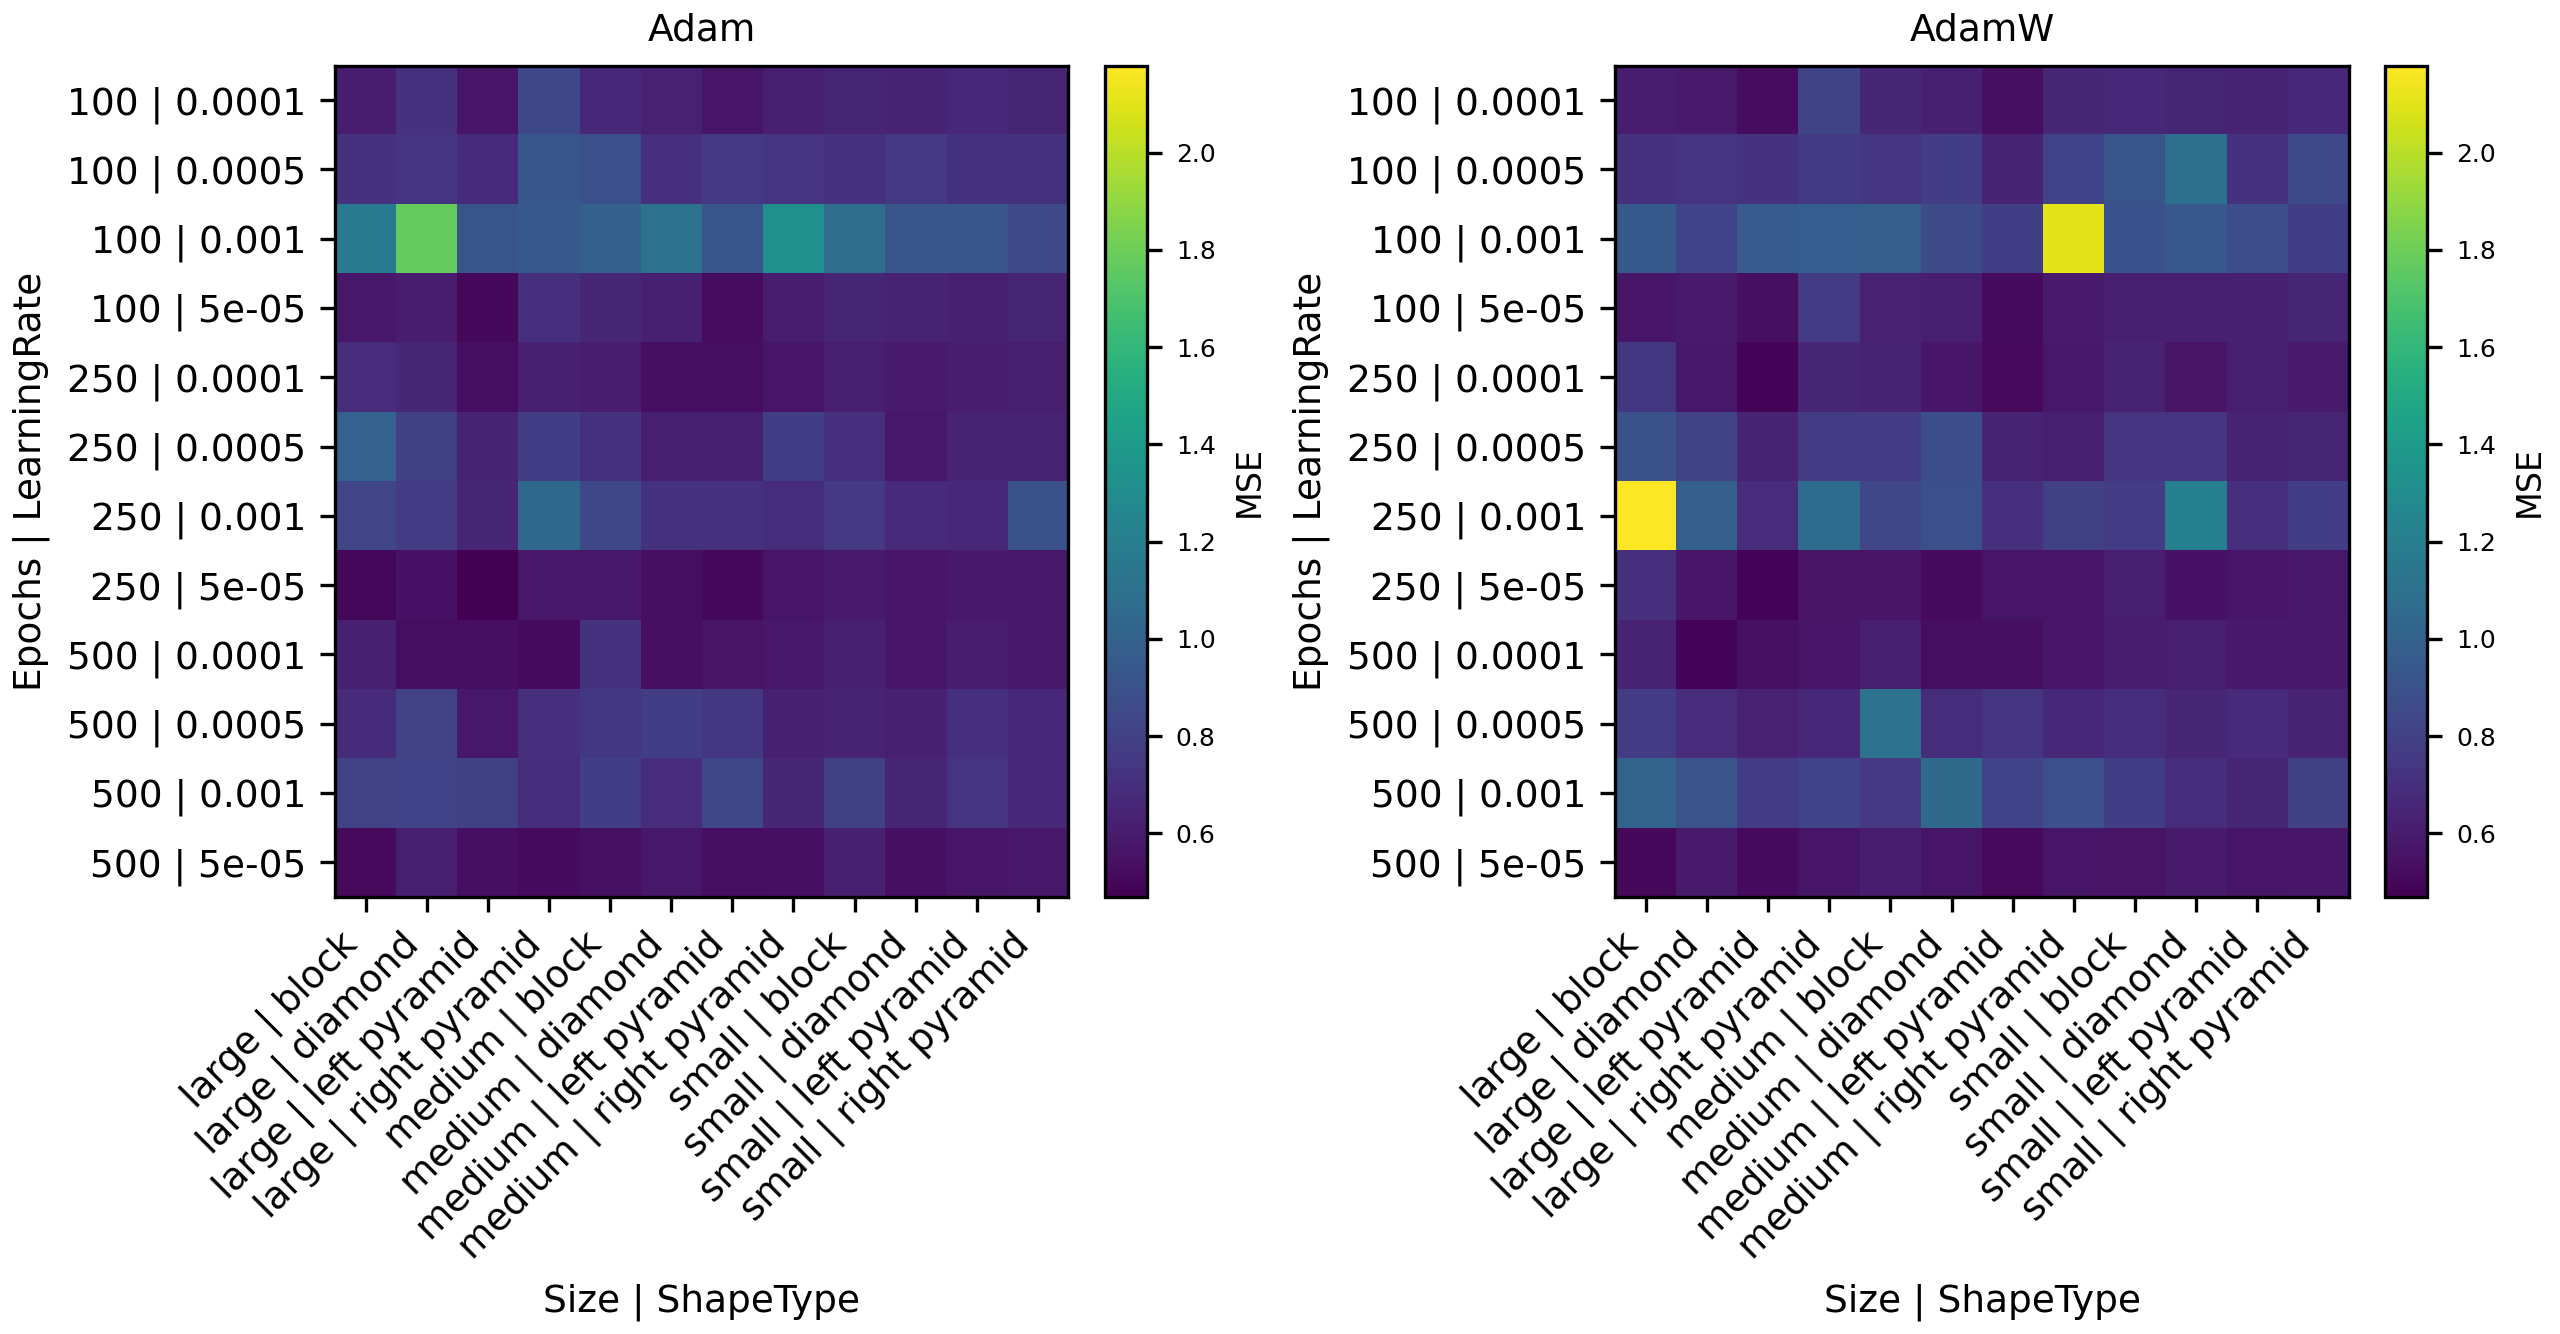 Adam
Epochs | LearningRate
100 | 0.0001
100 | 0.0005
100 | 0.001
100 | 5e-05
250 | 0.0001
250 | 0.0005
250 | 0.001
250 | 5e-05
500 | 0.0001
500 | 0.0005
500 | 0.001
500 | 5e-05
large | block
large | diamond
large | left pyramid
large | right pyramid
medium | block
medium | diamond
medium | left pyramid
medium | right pyramid
small | block
small | diamond
small | left pyramid
small | right pyramid
Size | ShapeType
2.0
1.8
1.6
1.4
1.2
1.0
0.8
0.6
MSE
AdamW
Epochs | LearningRate
100 | 0.0001
100 | 0.0005
100 | 0.001
100 | 5e-05
250 | 0.0001
250 | 0.0005
250 | 0.001
250 | 5e-05
500 | 0.0001
500 | 0.0005
500 | 0.001
500 | 5e-05
large | block
large | diamond
large | left pyramid
large | right pyramid
medium | block
medium | diamond
medium | left pyramid
medium | right pyramid
small | block
small | diamond
small | left pyramid
small | right pyramid
Size | ShapeType
2.0
1.8
1.6
1.4
1.2
1.0
0.8
0.6
MSE